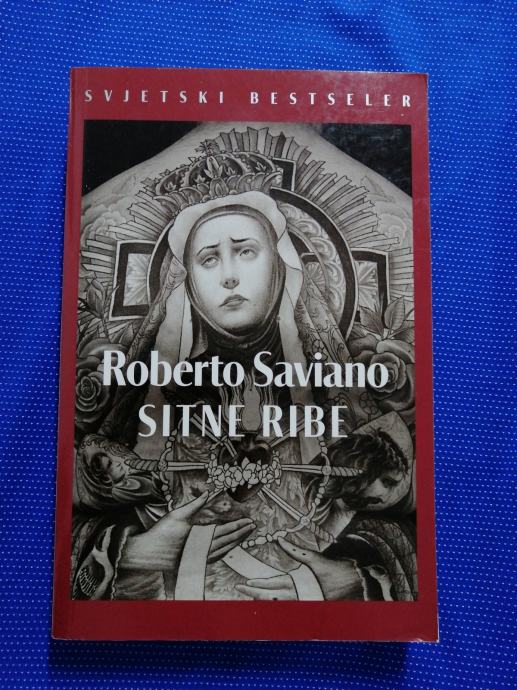 SVJETSKI BESTSELER
Roberto Saviano
SITNE RIBE